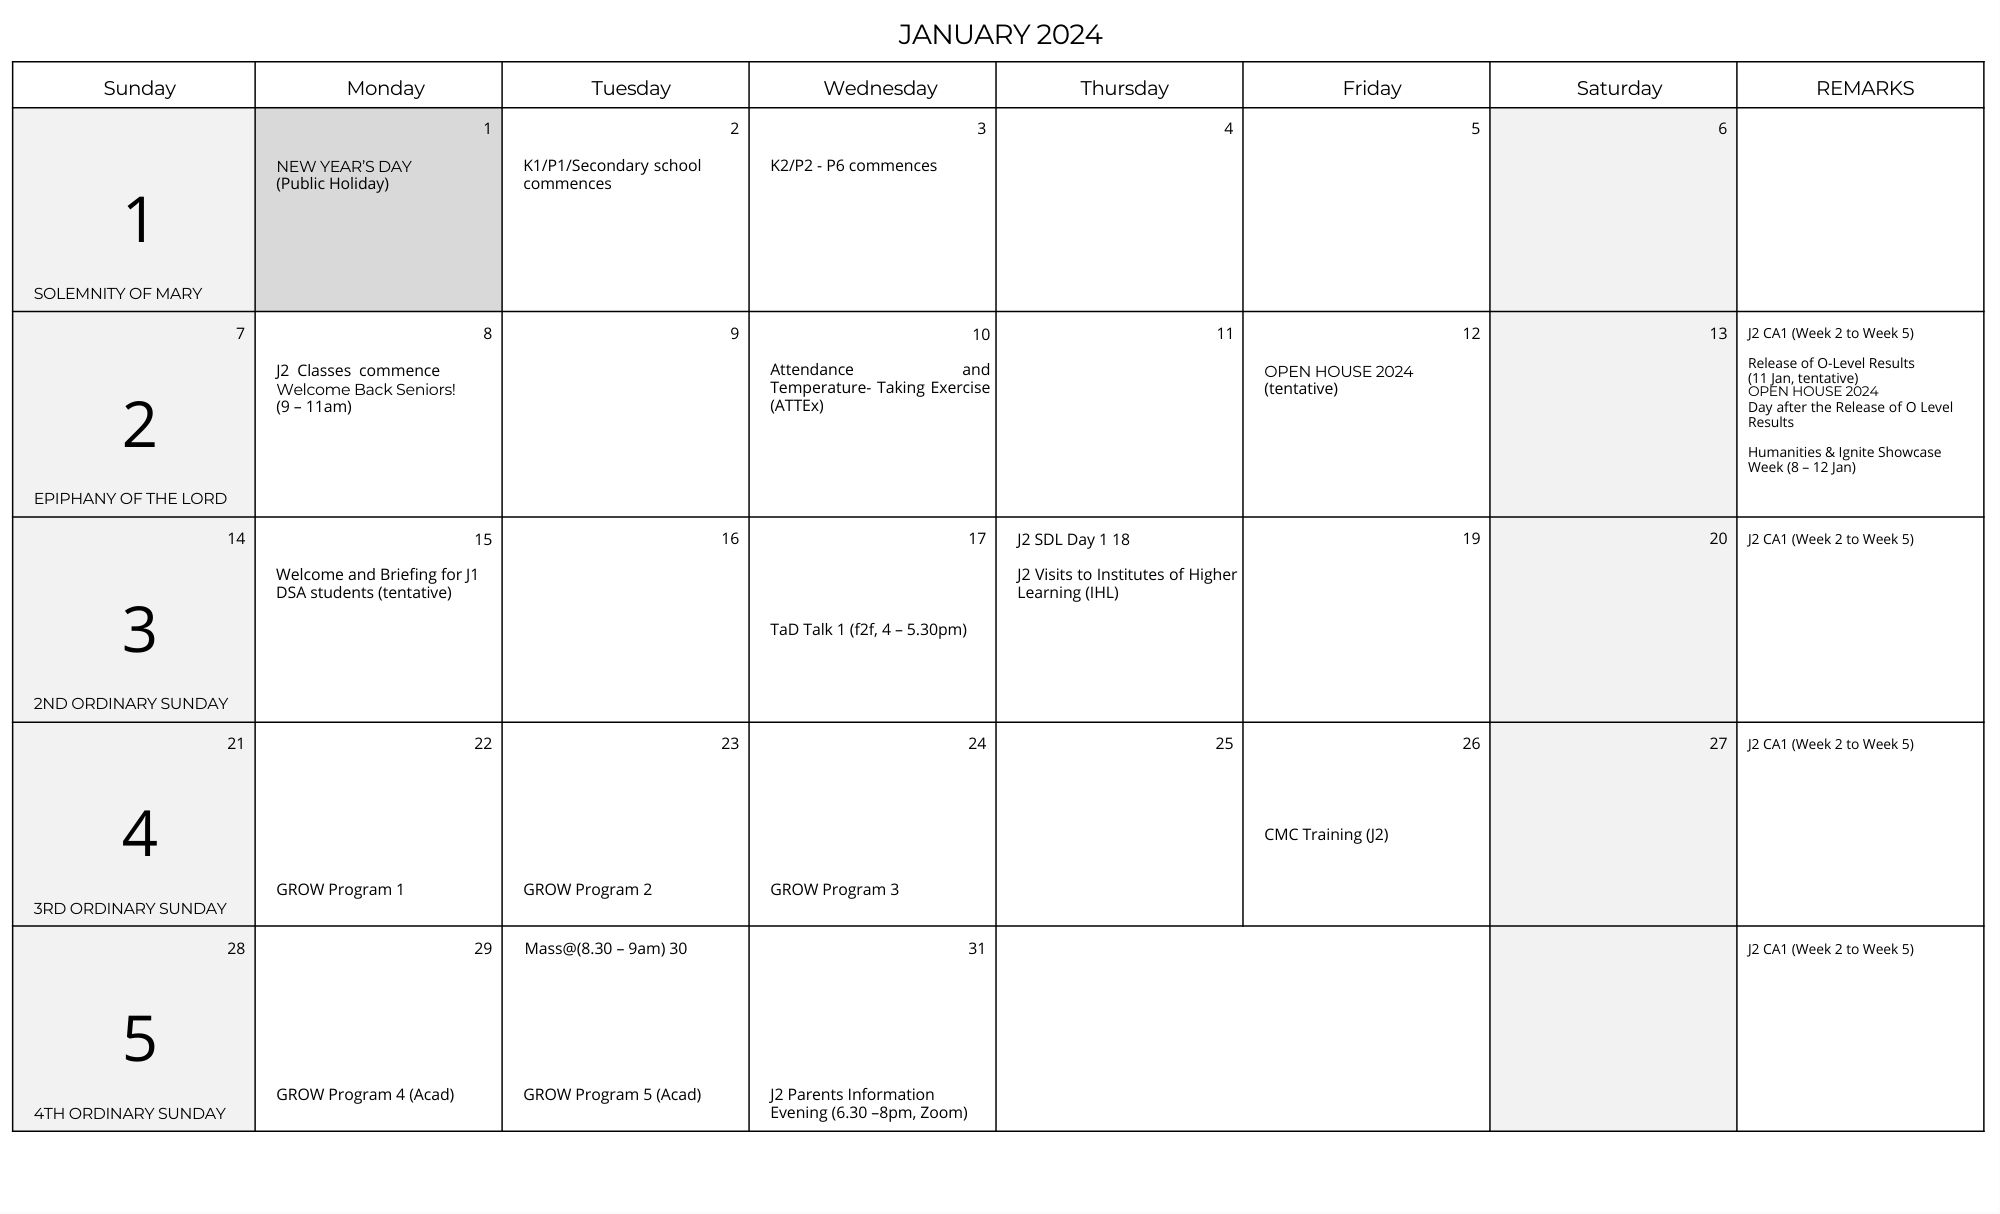 JANUARY 2024
Sunday
Monday
Tuesday
Wednesday
Thursday
Friday
Saturday
REMARKS
1
SOLEMNITY OF MARY
1
NEW YEAR'S DAY
(Public Holiday)
2
K1/P1/Secondary school
commences
3
K2/P2 - P6 commences
4
5
6
7
2
EPIPHANY OF THE LORD
8
J2 Classes commence
Welcome Back Seniors!
(9 – 11am)
9
10
Attendance and
Temperature- Taking Exercise
(ATTEx)
11
12
OPEN HOUSE 2024
(tentative)
13
J2 CA1 (Week 2 to Week 5)
Release of O-Level Results
(11 Jan, tentative)
OPEN HOUSE 2024
Day after the Release of O Level
Results
Humanities & Ignite Showcase
Week (8 – 12 Jan)
14
3
2ND ORDINARY SUNDAY
15
Welcome and Briefing for J1
DSA students (tentative)
16
17
TaD Talk 1 (f2f, 4 – 5.30pm)
J2 SDL Day 1 18
J2 Visits to Institutes of Higher
Learning (IHL)
19
20
J2 CA1 (Week 2 to Week 5)
21
4
3RD ORDINARY SUNDAY
22
GROW Program 1
23
GROW Program 2
24
GROW Program 3
25
26
CMC Training (J2)
27
J2 CA1 (Week 2 to Week 5)
28
5
4TH ORDINARY SUNDAY
29
GROW Program 4 (Acad)
Mass@(8.30 – 9am) 30
GROW Program 5 (Acad)
31
J2 Parents Information
Evening (6.30 –8pm, Zoom)
J2 CA1 (Week 2 to Week 5)